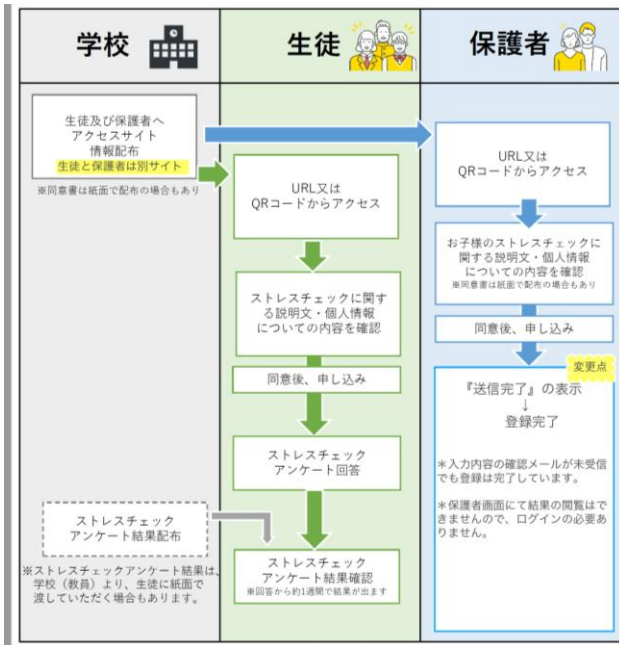 学校
生徒
保護者
生徒及び保護者へ
アクセスサイト
情報配布
生徒と保護者は別サイト
※同意書は紙面で配布の場合もあり
URL又は
QRコードからアクセス
ストレスチェックに関す
る説明文・個人情報
についての内容を確認
同意後、申し込み
ストレスチェック
アンケート回答
ストレスチェック
アンケート結果配布
※ストレスチェックアンケート結果は、
学校（教員）より、生徒に紙面で
渡していただく場合もあります。
ストレスチェック
アンケート結果確認
※回答から約1週間で結果が出ます
URL又は
QRコードからアクセス
お子様のストレスチェックに
関する説明文・個人情報
についての内容を確認
※同意書は紙面で配布の場合もあり
同意後、申し込み
変更点
『送信完了』の表示
↓
登録完了
＊入力内容の確認メールが未受信
でも登録は完了しています。
＊保護者画面にて結果の閲覧はで
きませんので、ログインの必要あ
りません。